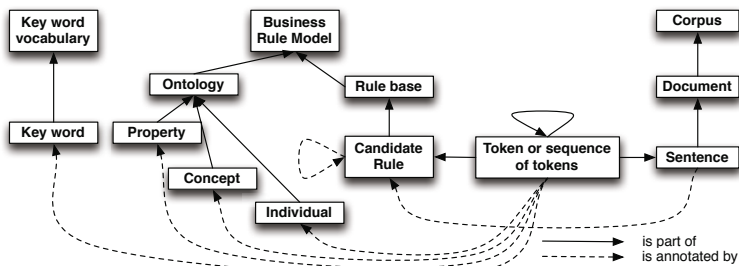 Key word
vocabulary
Business
Rule Model
Corpus
Ontology
Rule base
Document
Key word
Property
Candidate
Rule
Token or sequence
of tokens
Sentence
Concept
Individual
is part of
is annotated by